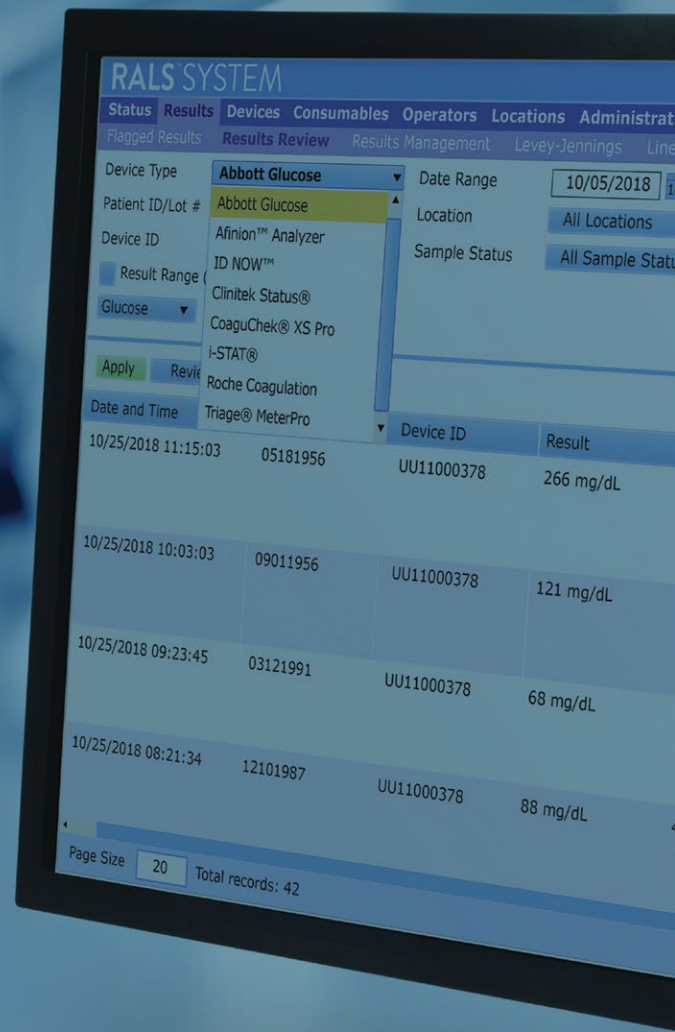 RALS SYSTEM
Status Results Devices Consumables Operators Locations
Flagged Results Results Review Results Management Levey-Jennings
Device Type Abbott Glucose Date Range 10/05/2018
Patient ID/Lot # Abbott Glucose Location All Locations
Device ID Afinion™ Analyzer Sample Status All Sample
ID NOW™
Result Range Clinitek Status®
Glucose CoaguChek® XS Pro
i-STAT®
Apply Roche Coagulation
Date and Time Triage® MeterPro Device ID Result
10/25/2018 11:15:03 05181956 UU11000378 266 mg/dL
10/25/2018 10:03:03 09011956 UU11000378 121 mg/dL
10/25/2018 09:23:45 03121991 UU11000378 68 mg/dL
10/25/2018 08:21:34 12101987 UU11000378 88 mg/dL
Page Size 20 Total records: 42